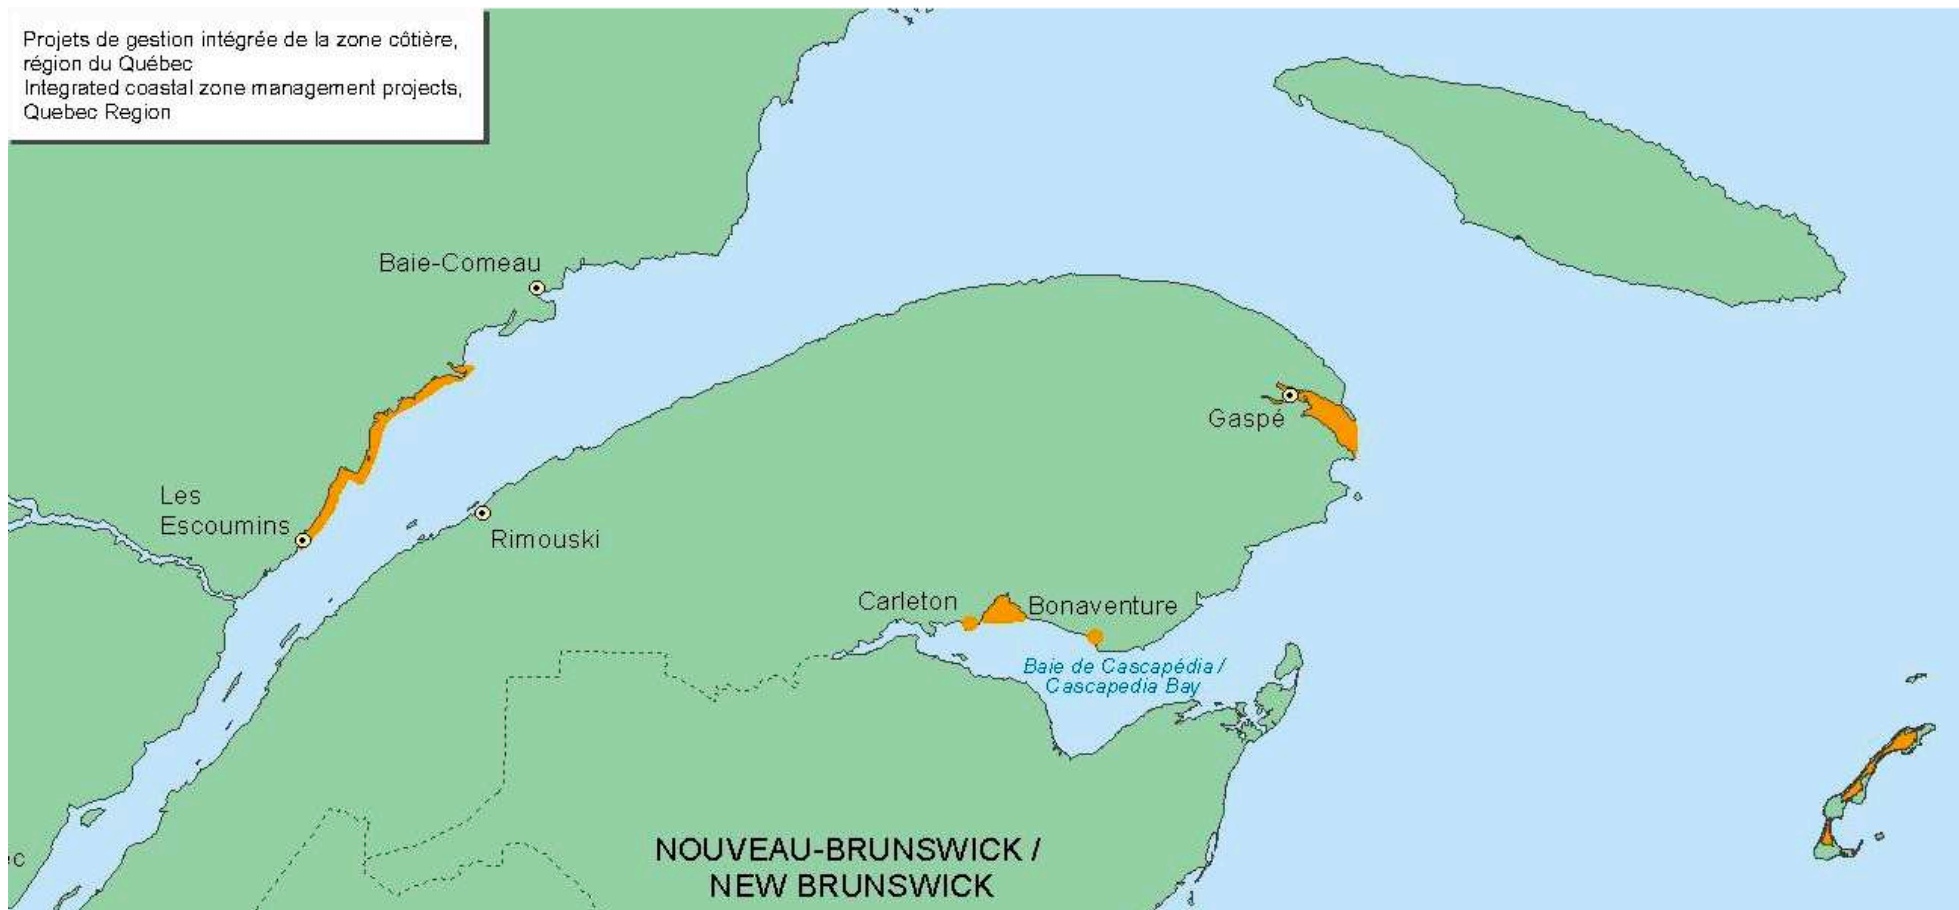 Projets de gestion intégrée de la zone côtière,
région du Québec
Integrated coastal zone management projects,
Quebec Region
Baie-Comeau
Gaspé
Les
Escoumins
Rimouski
Carleton
Bonaventure
Baie de Cascapédia /
Cascapedia Bay
NOUVEAU-BRUNSWICK /
NEW BRUNSWICK